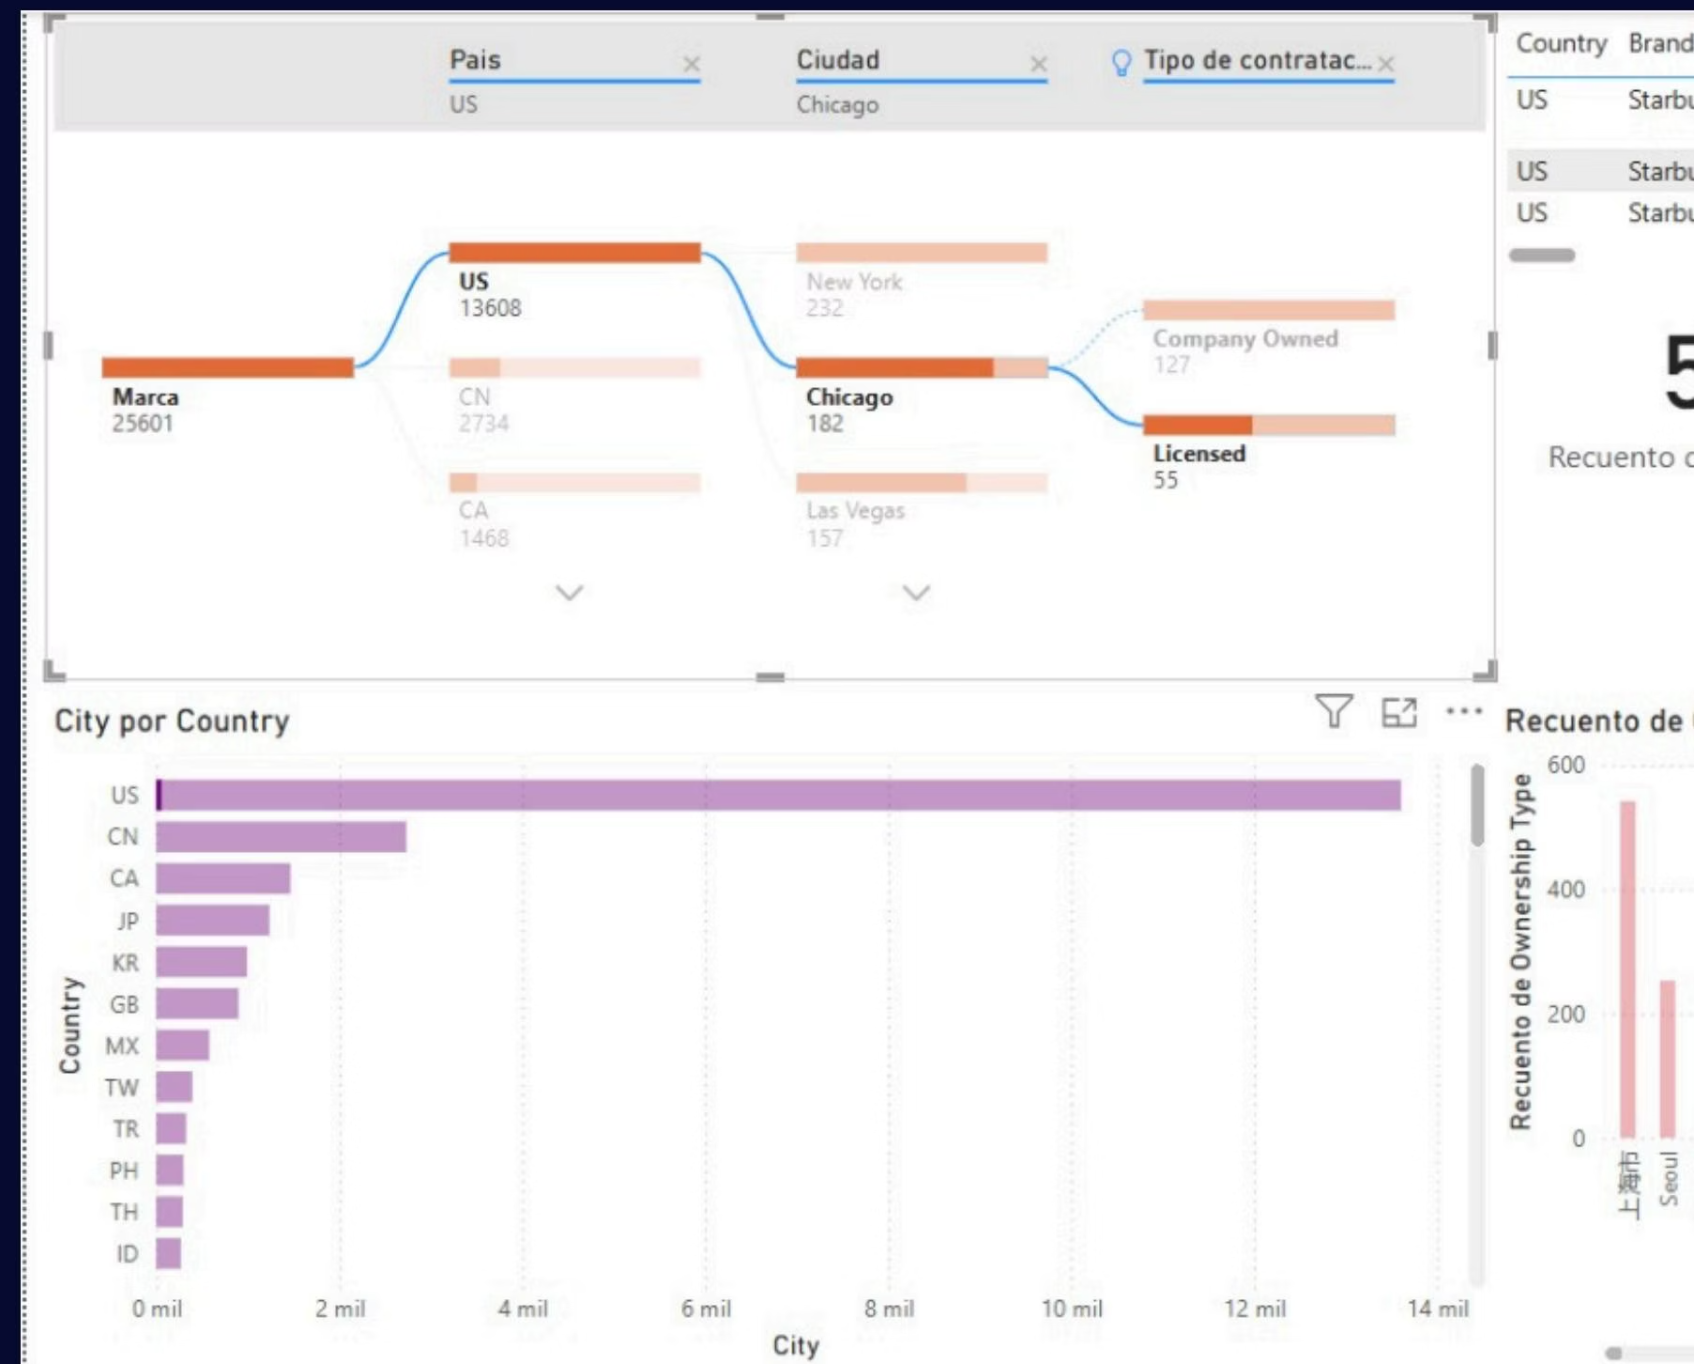 Pais
US
Ciudad
Chicago
Tipo de contratac...
Marca
25601
US
13608
CN
2734
CA
1468
New York
232
Chicago
182
Las Vegas
157
Company Owned
127
Licensed
55
Country Brand
US Starbu
US Starbu
US Starbu
5
Recuento
City por Country
Country
US
CN
CA
JP
KR
GB
MX
TW
TR
PH
TH
ID
0 mil 2 mil 4 mil 6 mil 8 mil 10 mil 12 mil 14 mil
City
Recuento de
Recuento de Ownership Type
600
400
200
0
上海市
Seoul